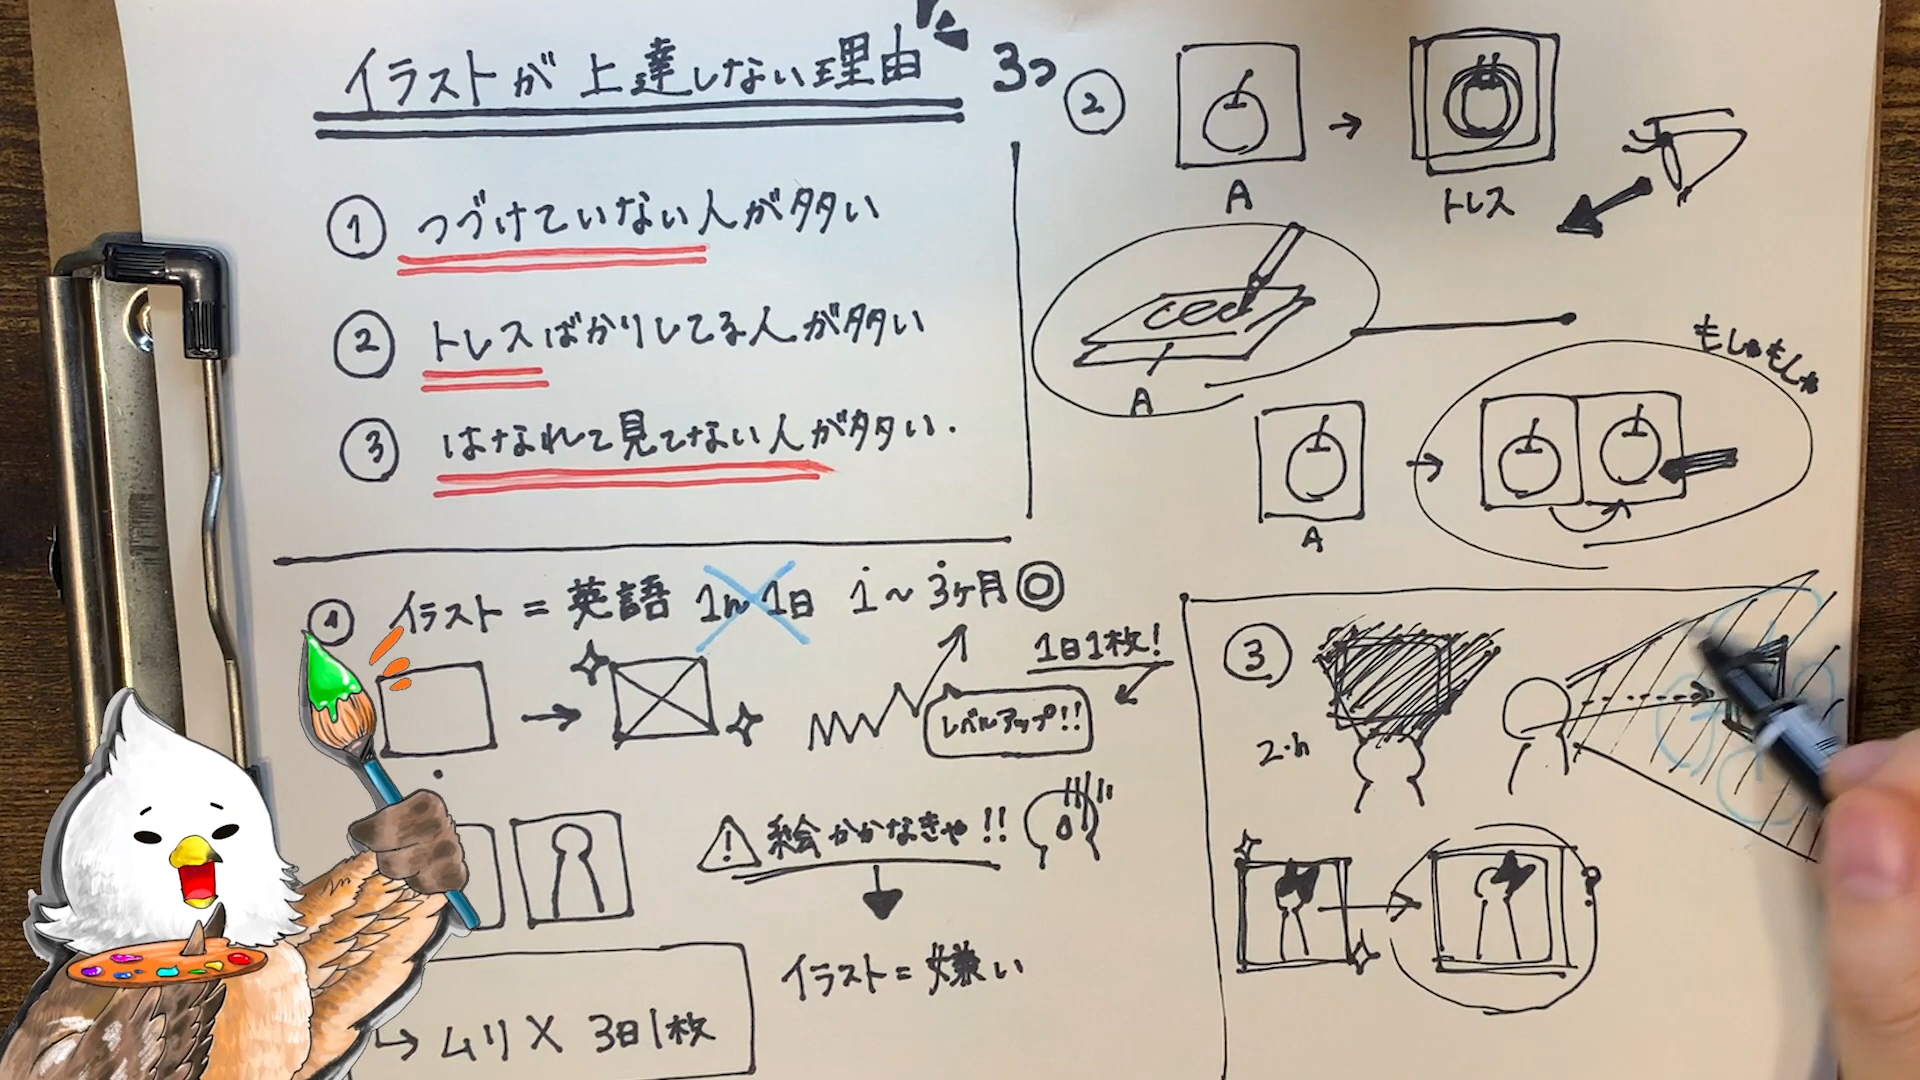 イラストが上達しない理由 3つ
① つづけていない人が多い
② トレスばかりしてる人が多い
③ はなれて見てない人が多い.
① イラスト = 英語 1h 1日 1~3ヶ月◎
1日1枚!
レベルアップ!!
! 絵かかなきゃ!!
イラスト=嫌い
→ ムリ X 3日1枚
②
A → トレス
A
もしゃもしゃ
A
③
2.h